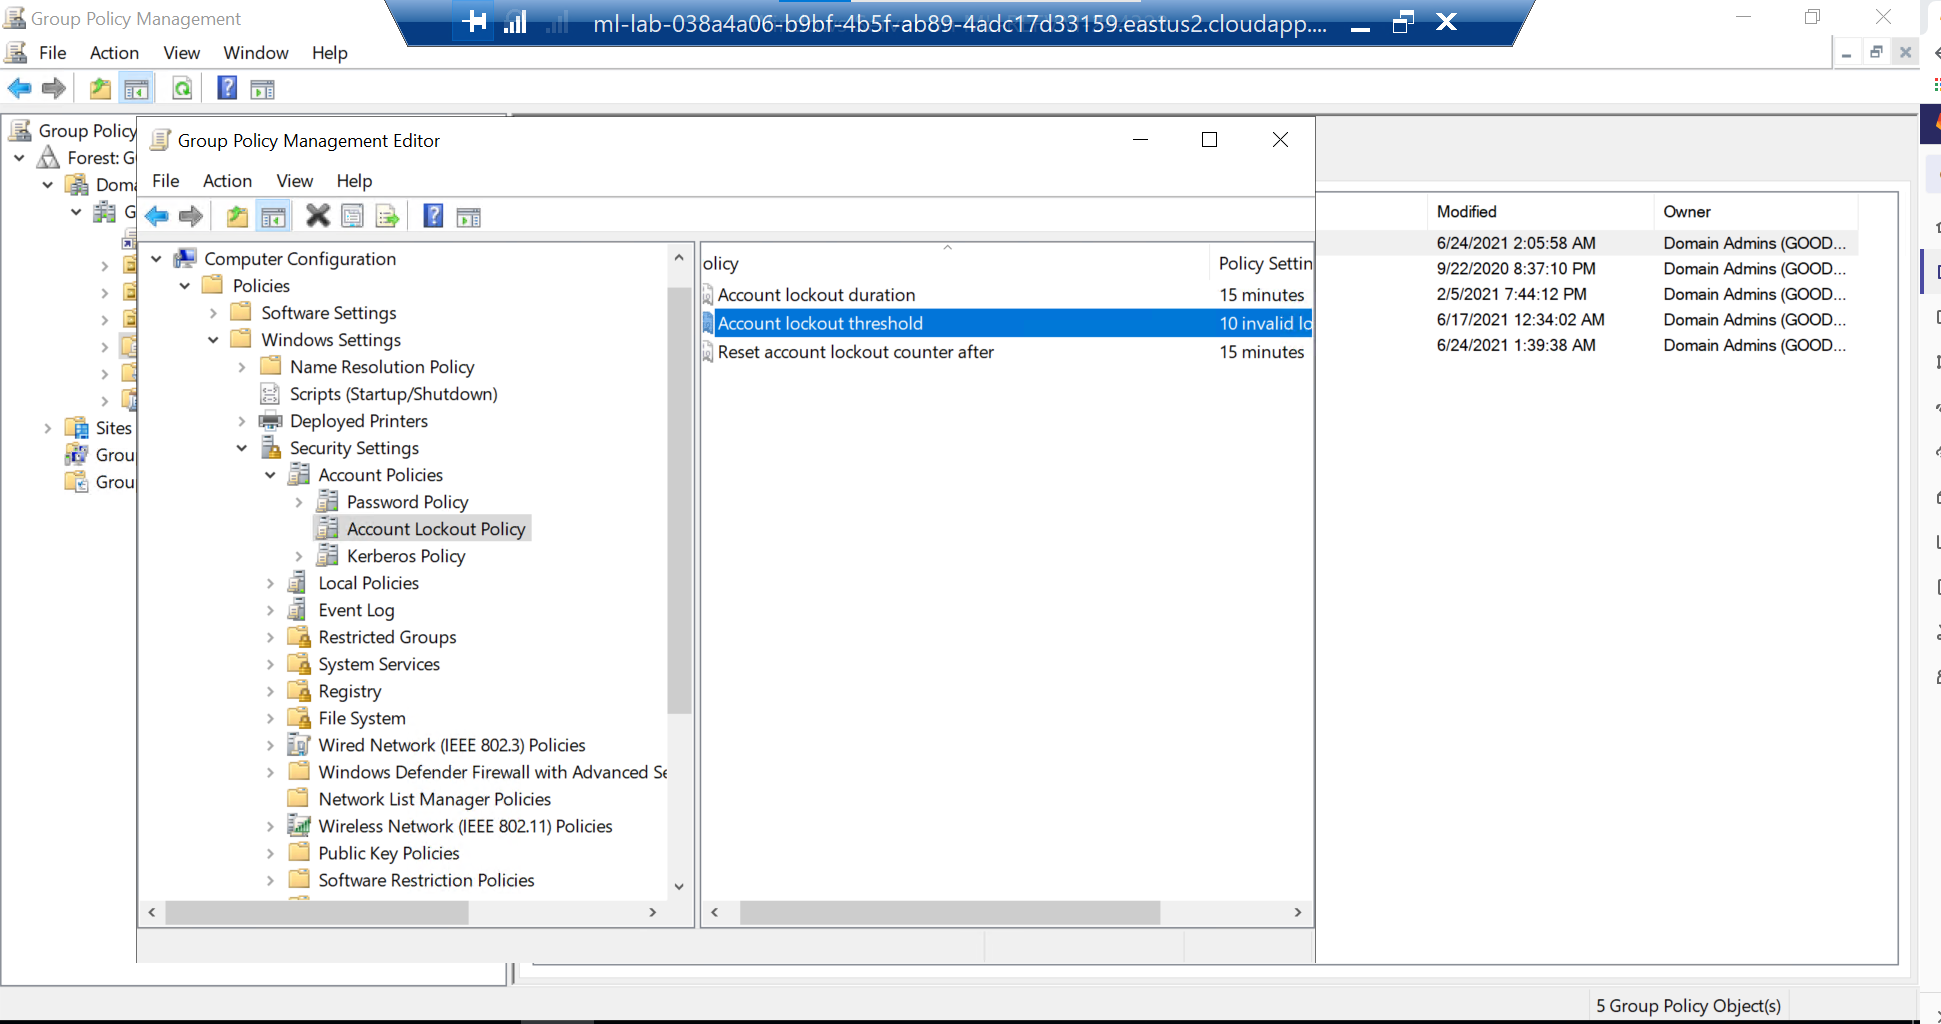 Group Policy Management
ml-lab-038a4a06-b9bf-4b5f-ab89-4adc17d33159.eastus2.cloudapp....
File Action View Window Help
Group Policy
Forest: G
Doma
G
Sites
Grou
Grou
Group Policy Management Editor
File Action View Help
Computer Configuration
Policies
Software Settings
Windows Settings
Name Resolution Policy
Scripts (Startup/Shutdown)
Deployed Printers
Security Settings
Account Policies
Password Policy
Account Lockout Policy
Kerberos Policy
Local Policies
Event Log
Restricted Groups
System Services
Registry
File System
Wired Network (IEEE 802.3) Policies
Windows Defender Firewall with Advanced Se
Network List Manager Policies
Wireless Network (IEEE 802.11) Policies
Public Key Policies
Software Restriction Policies
olicy Policy Settin
Account lockout duration 15 minutes
Account lockout threshold 10 invalid lo
Reset account lockout counter after 15 minutes
Modified Owner
6/24/2021 2:05:58 AM Domain Admins (GOOD...
9/22/2020 8:37:10 PM Domain Admins (GOOD...
2/5/2021 7:44:12 PM Domain Admins (GOOD...
6/17/2021 12:34:02 AM Domain Admins (GOOD...
6/24/2021 1:39:38 AM Domain Admins (GOOD...
5 Group Policy Object(s)